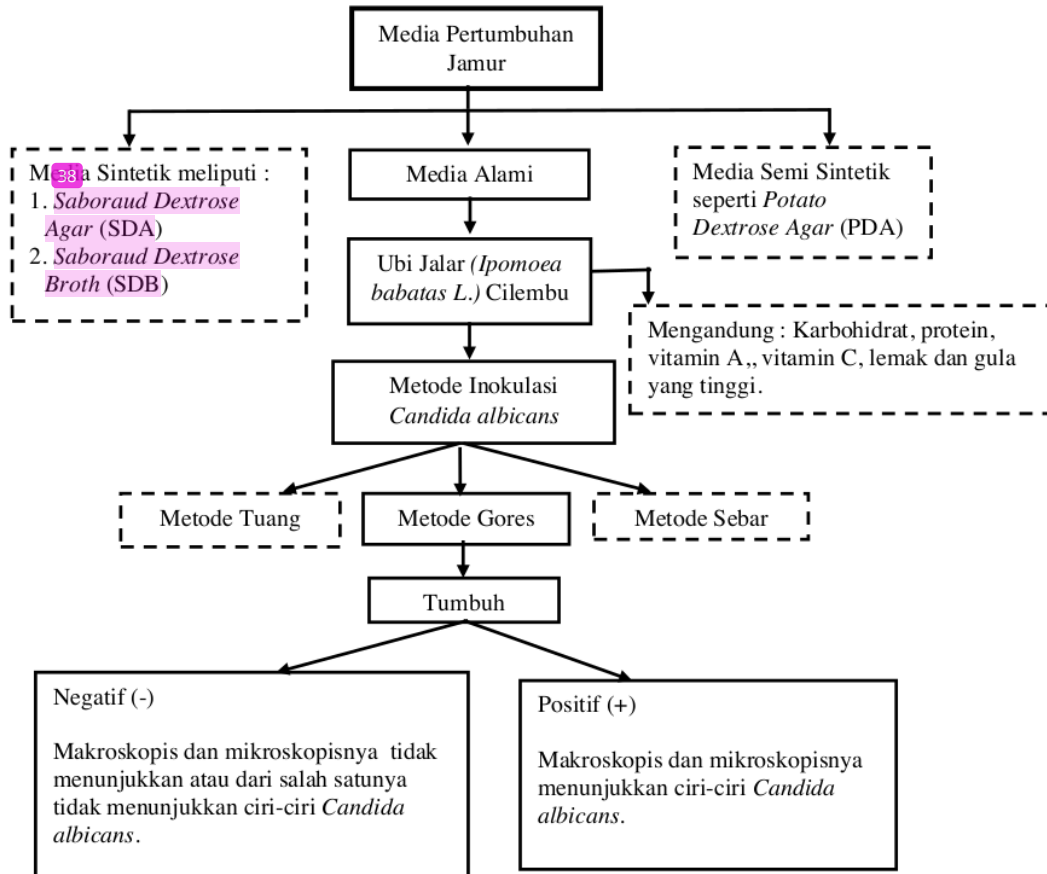 Media Pertumbuhan
Jamur
38
Media Sintetik meliputi :
1. Saboraud Dextrose
Agar (SDA)
2. Saboraud Dextrose
Broth (SDB)
Media Alami
Media Semi Sintetik
seperti Potato
Dextrose Agar (PDA)
Ubi Jalar (Ipomoea
babatas L.) Cilembu
Mengandung : Karbohidrat, protein,
vitamin A,, vitamin C, lemak dan gula
yang tinggi.
Metode Inokulasi
Candida albicans
Metode Tuang
Metode Gores
Metode Sebar
Tumbuh
Negatif (-)
Makroskopis dan mikroskopisnya tidak
menunjukkan atau dari salah satunya
tidak menunjukkan ciri-ciri Candida
albicans.
Positif (+)
Makroskopis dan mikroskopisnya
menunjukkan ciri-ciri Candida
albicans.